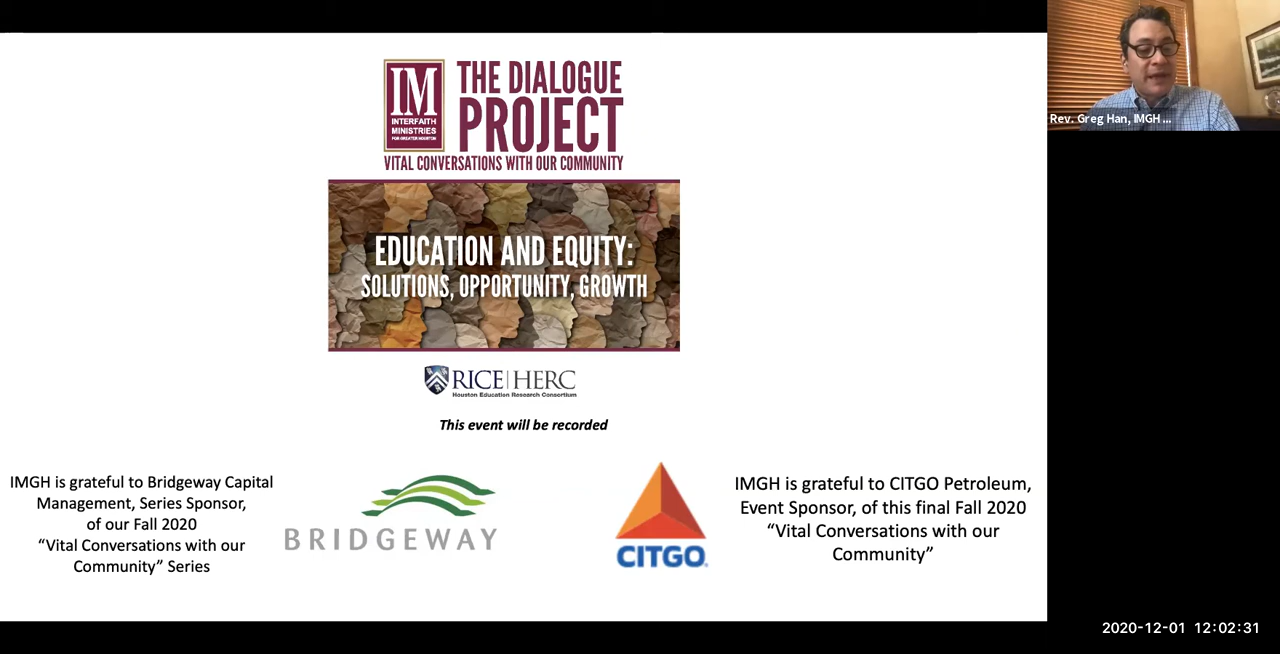 IM
INTERFAITH
MINISTRIES
FOR GREATER HOUSTON
THE DIALOGUE
PROJECT
VITAL CONVERSATIONS WITH OUR COMMUNITY
EDUCATION AND EQUITY:
SOLUTIONS, OPPORTUNITY, GROWTH
RICE | HERC
Houston Education Research Consortium
This event will be recorded
IMGH is grateful to Bridgeway Capital
Management, Series Sponsor,
of our Fall 2020
“Vital Conversations with our
Community” Series
BRIDGEWAY
CITGO
IMGH is grateful to CITGO Petroleum,
Event Sponsor, of this final Fall 2020
“Vital Conversations with our
Community”
Rev. Greg Han, IMGH ...
2020-12-01 12:02:31